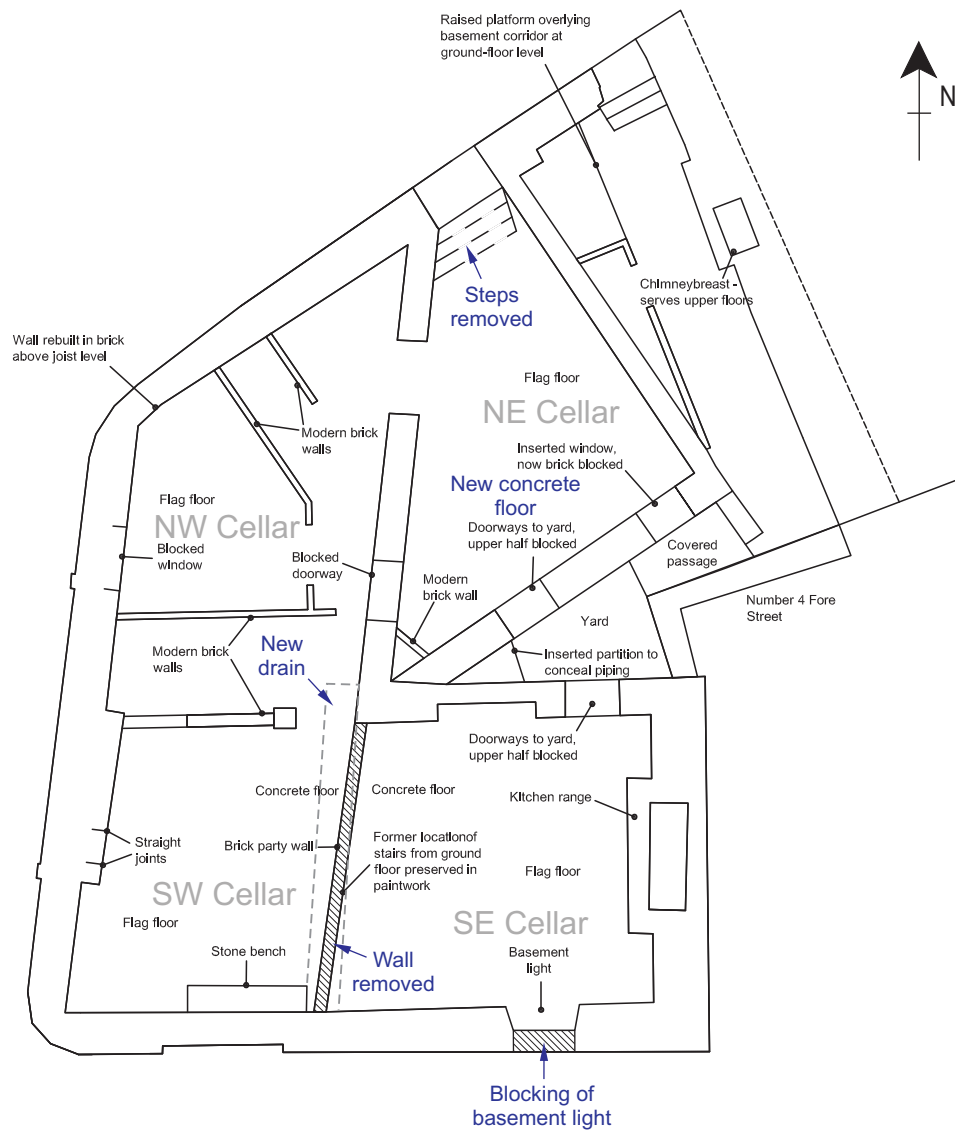 Raised platform overlying
basement corridor at
ground-floor level
N
Steps
removed
Chimneybreast -
serves upper floors
Wall rebuilt in brick
above joist level
Flag floor
NE Cellar
Modern brick
walls
Inserted window,
now brick blocked
New concrete
floor
Flag floor
NW Cellar
Doorways to yard,
upper half blocked
Covered
passage
Blocked
window
Blocked
doorway
Modern
brick wall
Number 4 Fore
Street
Yard
Modern brick
walls
New
drain
Inserted partition to
conceal piping
Doorways to yard,
upper half blocked
Concrete floor
Concrete floor
Kitchen range
Straight
joints
Brick party wall
Former locationof
stairs from ground
floor preserved in
paintwork
Flag floor
SW Cellar
Flag floor
SE Cellar
Stone bench
Wall
removed
Basement
light
Blocking of
basement light